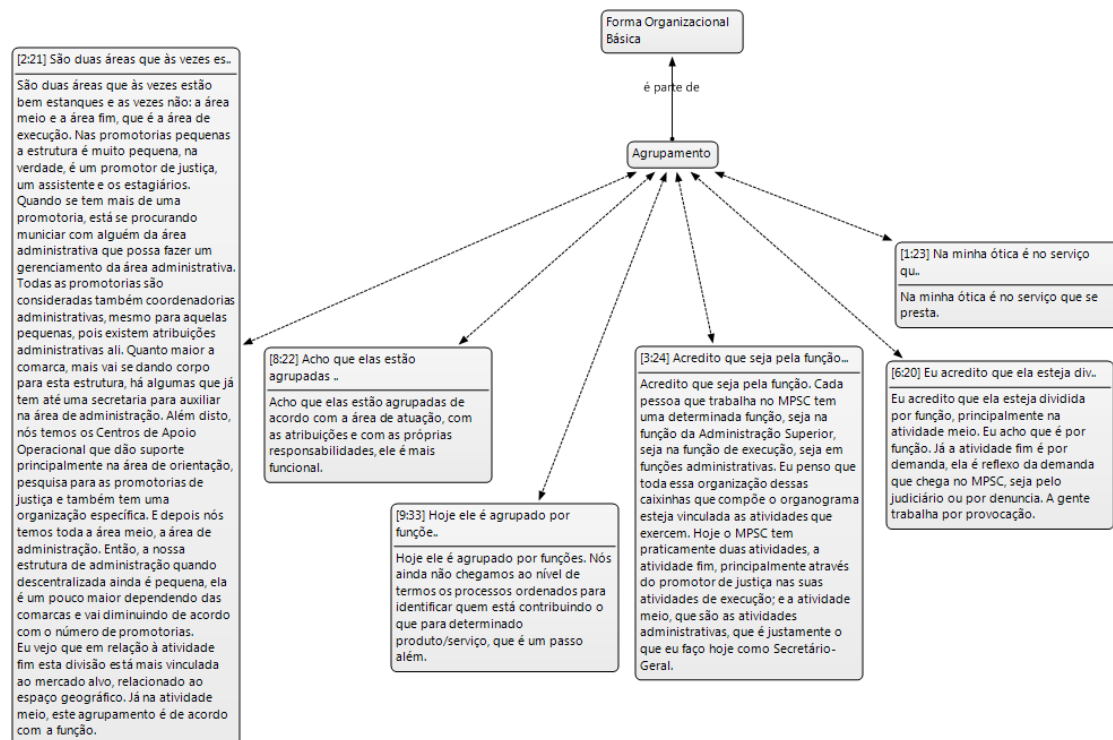 Forma Organizacional
Básica
é parte de
Agrupamento
[2:21] São duas áreas que às vezes es..
São duas áreas que às vezes estão
bem estanques e as vezes não: a área
meio e a área fim, que é a área de
execução. Nas promotorias pequenas
a estrutura é muito pequena, na
verdade, é um promotor de justiça,
um assistente e os estagiários.
Quando se tem mais de uma
promotoria, está se procurando
municiar com alguém da área
administrativa que possa fazer um
gerenciamento da área administrativa.
Todas as promotorias são
consideradas também coordenadorias
administrativas, mesmo para aquelas
pequenas, pois existem atribuições
administrativas ali. Quanto maior a
comarca, mais vai se dando corpo
para esta estrutura, há algumas que já
tem até uma secretaria para auxiliar
na área de administração. Além disto,
nós temos os Centros de Apoio
Operacional que dão suporte
principalmente na área de orientação,
pesquisa para as promotorias de
justiça e também tem uma
organização específica. E depois nós
temos toda a área meio, a área de
administração. Então, a nossa
estrutura de administração quando
descentralizada ainda é pequena, ela
é um pouco maior dependendo das
comarcas e vai diminuindo de acordo
com o número de promotorias.
Eu vejo que em relação à atividade
fim esta divisão está mais vinculada
ao mercado alvo, relacionado ao
espaço geográfico. Já na atividade
meio, este agrupamento é de acordo
com a função.
[8:22] Acho que elas estão
agrupadas ..
Acho que elas estão agrupadas de
acordo com a área de atuação, com
as atribuições e com as próprias
responsabilidades, ele é mais
funcional.
[9:33] Hoje ele é agrupado por
funçõe..
Hoje ele é agrupado por funções. Nós
ainda não chegamos ao nível de
termos os processos ordenados para
identificar quem está contribuindo o
que para determinado
produto/serviço, que é um passo
além.
[3:24] Acredito que seja pela função...
Acredito que seja pela função. Cada
pessoa que trabalha no MPSC tem
uma determinada função, seja na
função da Administração Superior,
seja na função de execução, seja em
funções administrativas. Eu penso que
toda essa organização dessas
caixinhas que compõe o organograma
esteja vinculada as atividades que
exercem. Hoje o MPSC tem
praticamente duas atividades, a
atividade fim, principalmente através
do promotor de justiça nas suas
atividades de execução; e a atividade
meio, que são as atividades
administrativas, que é justamente o
que eu faço hoje como Secretário-
Geral.
[1:23] Na minha ótica é no serviço
qu..
Na minha ótica é no serviço que se
presta.
[6:20] Eu acredito que ela esteja div..
Eu acredito que ela esteja dividida
por função, principalmente na
atividade meio. Eu acho que é por
função. Já a atividade fim é por
demanda, ela é reflexo da demanda
que chega no MPSC, seja pelo
judiciário ou por denuncia. A gente
trabalha por provocação.